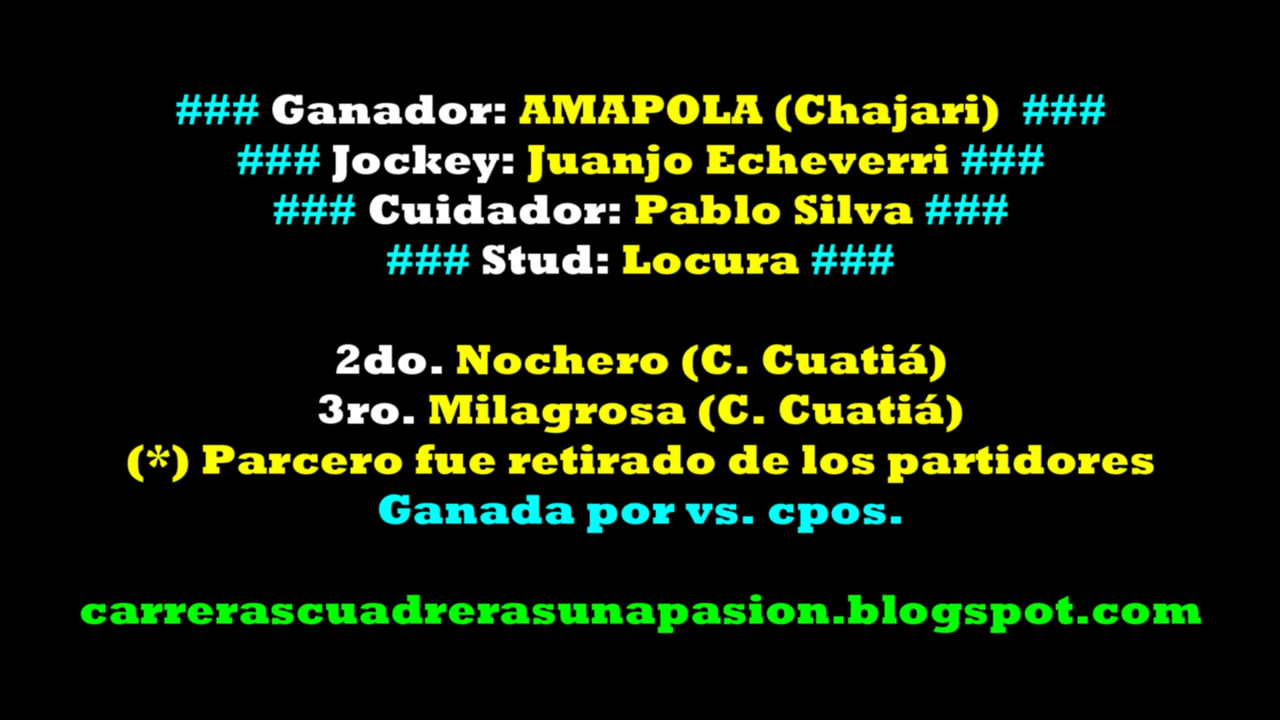 ### Ganador: AMAPOLA (Chajari) ###
### Jockey: Juanjo Echeverri ###
### Cuidador: Pablo Silva ###
### Stud: Locura ###
2do. Nochero (C. Cuatiá)
3ro. Milagrosa (C. Cuatiá)
(*) Parcero fue retirado de los partidores
Ganada por vs. cpos.
carrerascuadrerasunapasion.blogspot.com